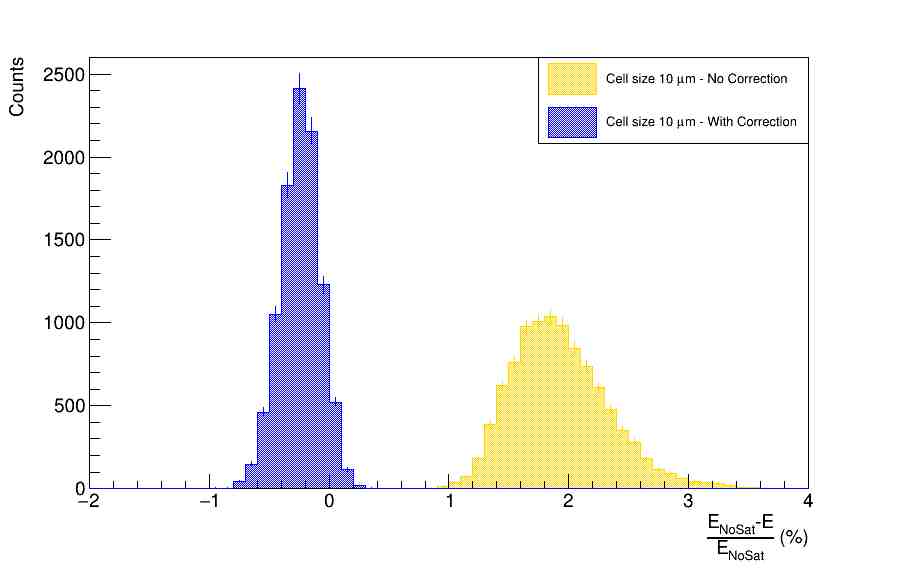 Counts
2500
2000
1500
1000
500
0
Cell size 10 μm - No Correction
Cell size 10 μm - With Correction
−2 −1 0 1 2 3 4
E_NoSat-E
E_NoSat (%)